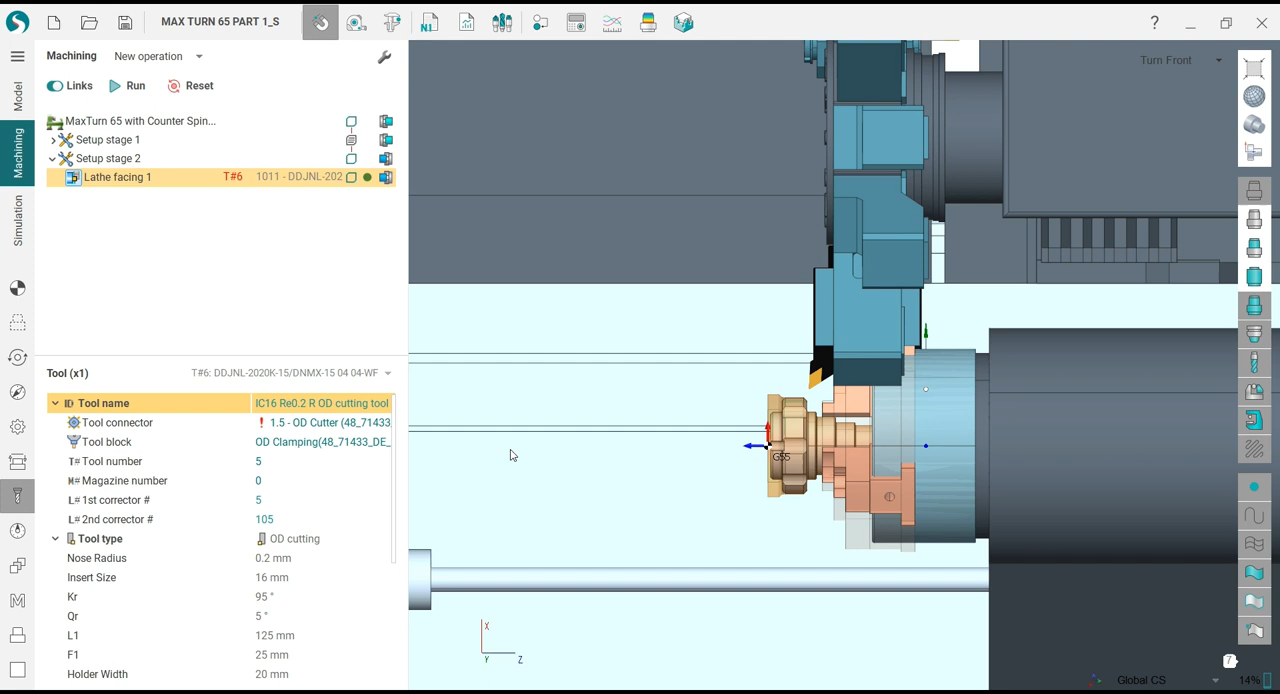 MAX TURN 65 PART 1_S
?
Machining
New operation
Links
Run
Reset
Model
Machining
Simulation
MaxTurn 65 with Counter Spin...
Setup stage 1
Setup stage 2
Lathe facing 1
T#6
1011 - DDJNL-202
Tool (x1)
T#6: DDJNL-2020K-15/DNMX-15 04 04-WF
Tool name
IC16 Re0.2 R OD cutting tool
Tool connector
! 1.5 - OD Cutter (48_71433
Tool block
OD Clamping(48_71433_DE_
T# Tool number
5
M# Magazine number
0
L# 1st corrector #
5
L# 2nd corrector #
105
Tool type
OD cutting
Nose Radius
0.2 mm
Insert Size
16 mm
Kr
95 °
Qr
5 °
L1
125 mm
F1
25 mm
Holder Width
20 mm
Turn Front
G55
X
Y
Z
7
Global CS
14%